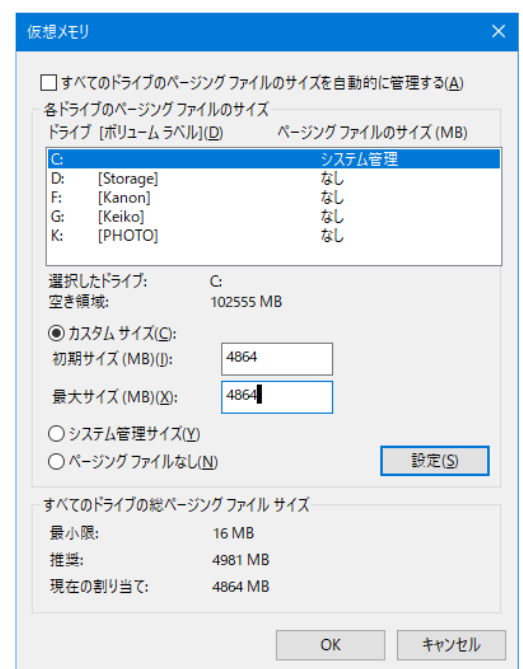 仮想メモリ
すべてのドライブのページング ファイルのサイズを自動的に管理する(A)
各ドライブのページング ファイルのサイズ
ドライブ [ボリューム ラベル](D) ページング ファイルのサイズ (MB)
C: システム管理
D: [Storage] なし
F: [Kanon] なし
G: [Keiko] なし
K: [PHOTO] なし
選択したドライブ: C:
空き領域: 102555 MB
カスタム サイズ(C):
初期サイズ (MB)(I): 4864
最大サイズ (MB)(X): 4864
システム管理サイズ(Y)
ページング ファイルなし(N) 設定(S)
すべてのドライブの総ページング ファイル サイズ
最小限: 16 MB
推奨: 4981 MB
現在の割り当て: 4864 MB
OK キャンセル